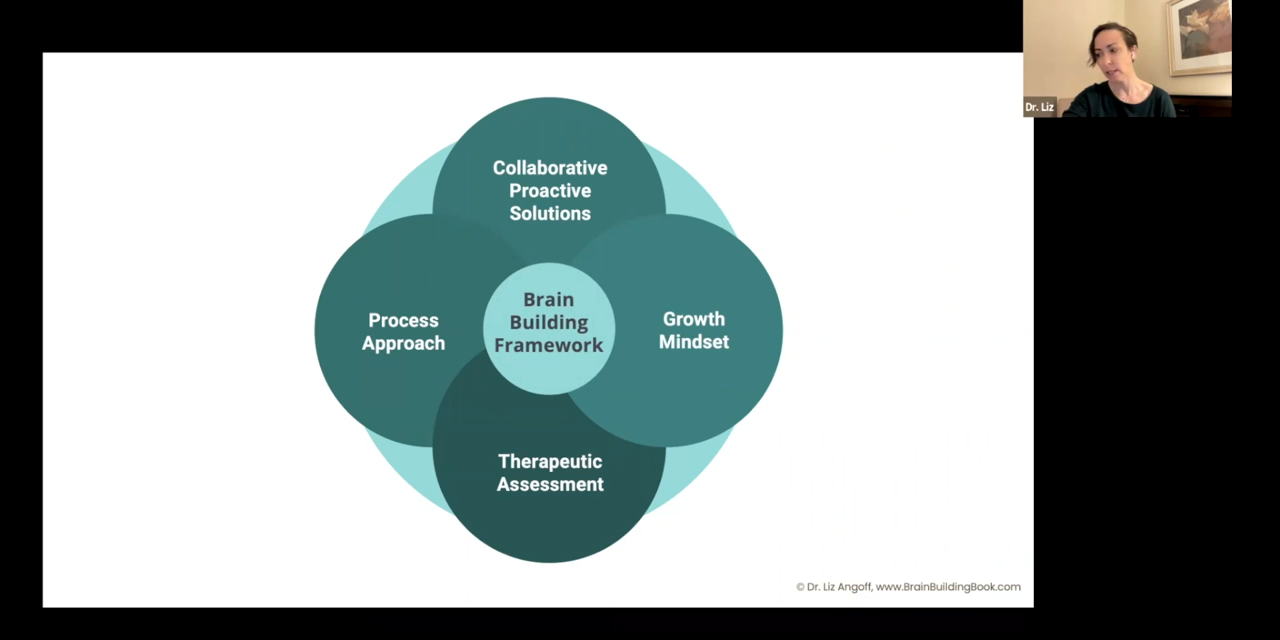 Collaborative
Proactive
Solutions
Process
Approach
Brain
Building
Framework
Growth
Mindset
Therapeutic
Assessment
© Dr. Liz Angoff, www.BrainBuildingBook.com
Dr. Liz